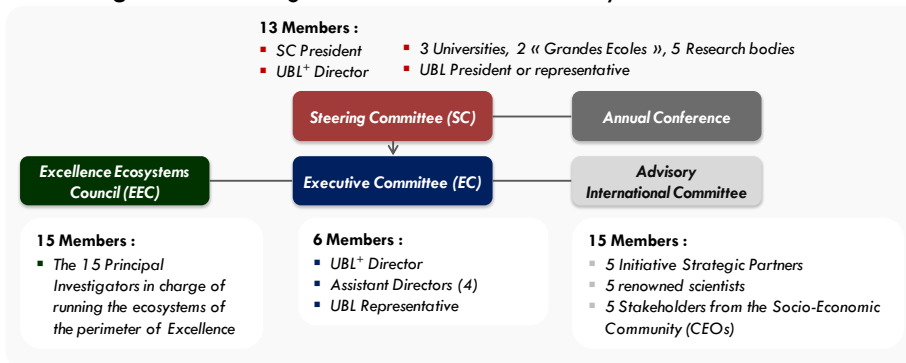 13 Members :
▪ SC President
▪ UBL+ Director
▪ 3 Universities, 2 « Grandes Ecoles », 5 Research bodies
▪ UBL President or representative
Steering Committee (SC)
Annual Conference
Excellence Ecosystems
Council (EEC)
Executive Committee (EC)
Advisory
International Committee
15 Members :
▪ The 15 Principal
Investigators in charge of
running the ecosystems of
the perimeter of Excellence
6 Members :
▪ UBL+ Director
▪ Assistant Directors (4)
▪ UBL Representative
15 Members :
▪ 5 Initiative Strategic Partners
▪ 5 renowned scientists
▪ 5 Stakeholders from the Socio-Economic
Community (CEOs)